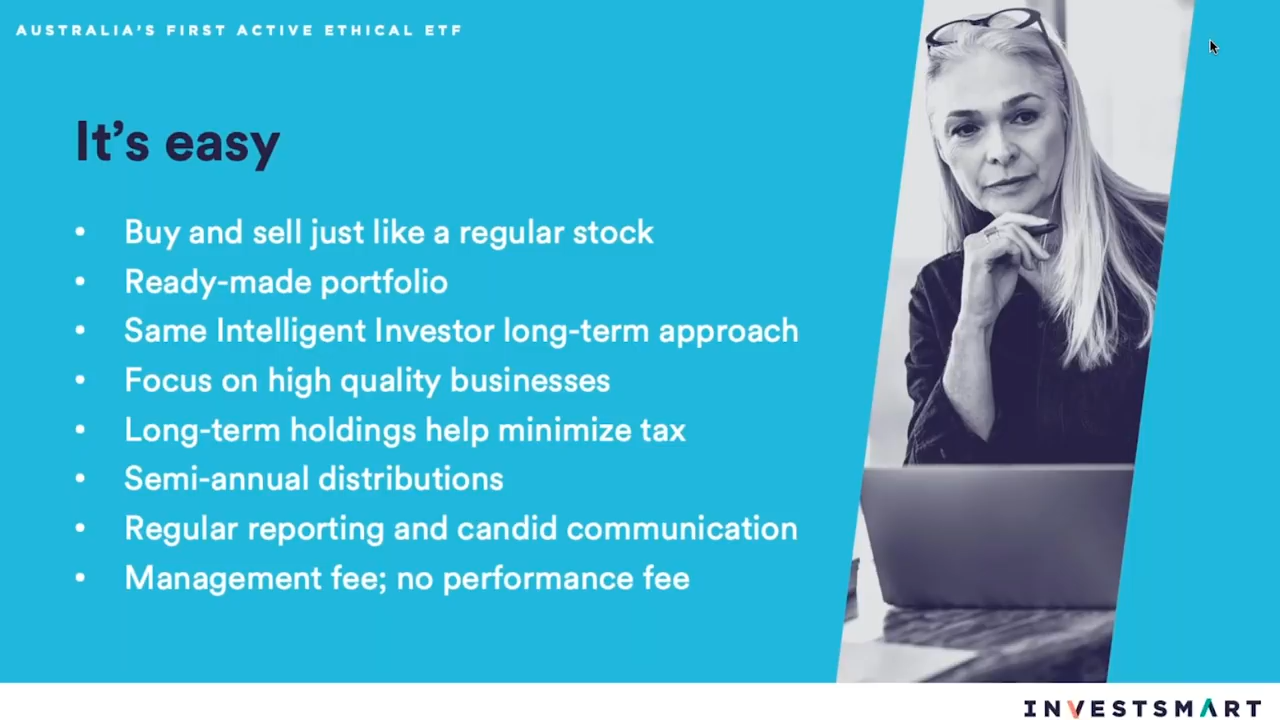 AUSTRALIA'S FIRST ACTIVE ETHICAL ETF
It's easy
• Buy and sell just like a regular stock
• Ready-made portfolio
• Same Intelligent Investor long-term approach
• Focus on high quality businesses
• Long-term holdings help minimize tax
• Semi-annual distributions
• Regular reporting and candid communication
• Management fee; no performance fee
INVESTSMART